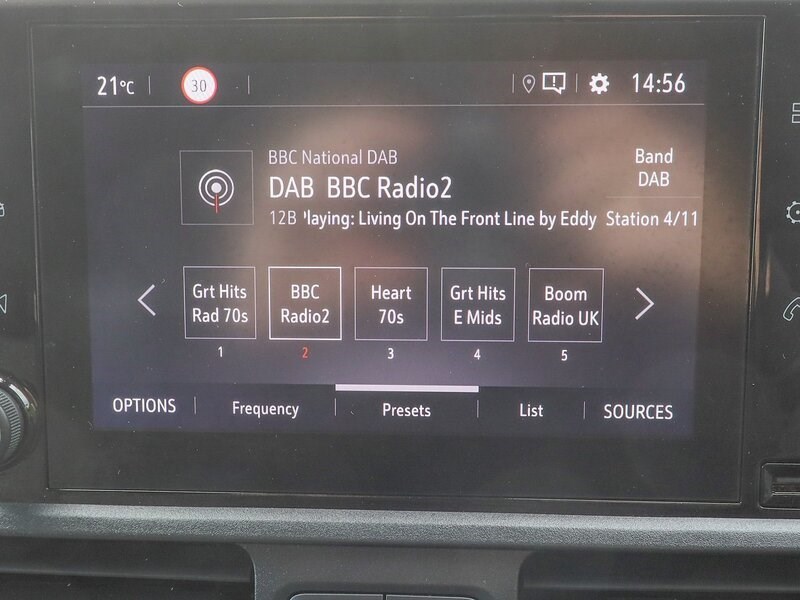 21°C 30 14:56
BBC National DAB
DAB BBC Radio2
12B 'laying: Living On The Front Line by Eddy
Band
DAB
Station 4/11
Grt Hits
Rad 70s
1
BBC
Radio2
2
Heart
70s
3
Grt Hits
E Mids
4
Boom
Radio UK
5
OPTIONS Frequency Presets List SOURCES